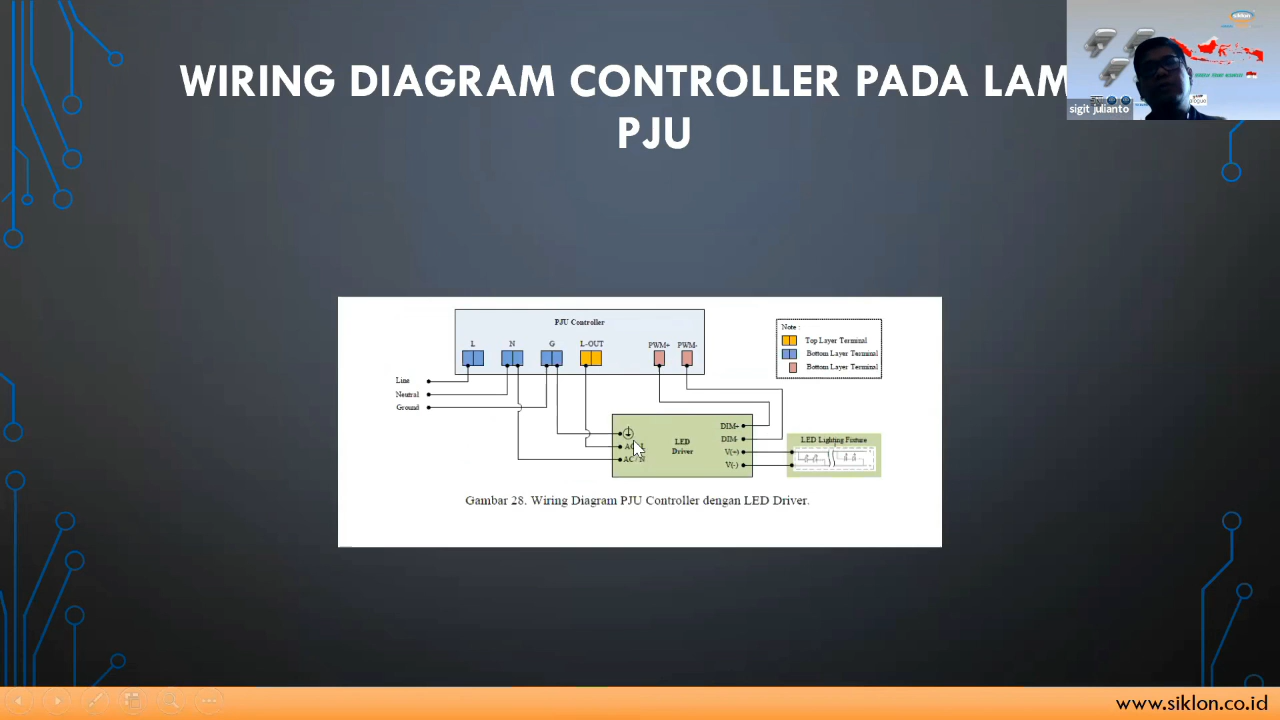 WIRING DIAGRAM CONTROLLER PADA LAM
PJU
siklon
sigit julianto
PJU Controller
L N G L-OUT PWM+ PWM-
Note :
Top Layer Terminal
Bottom Layer Terminal
Bottom Layer Terminal
Line
Neutral
Ground
LED
Driver
AC / N
DIM+
DIM-
V(+)
V(-)
LED Lighting Fixture
Gambar 28. Wiring Diagram PJU Controller dengan LED Driver.
www.siklon.co.id